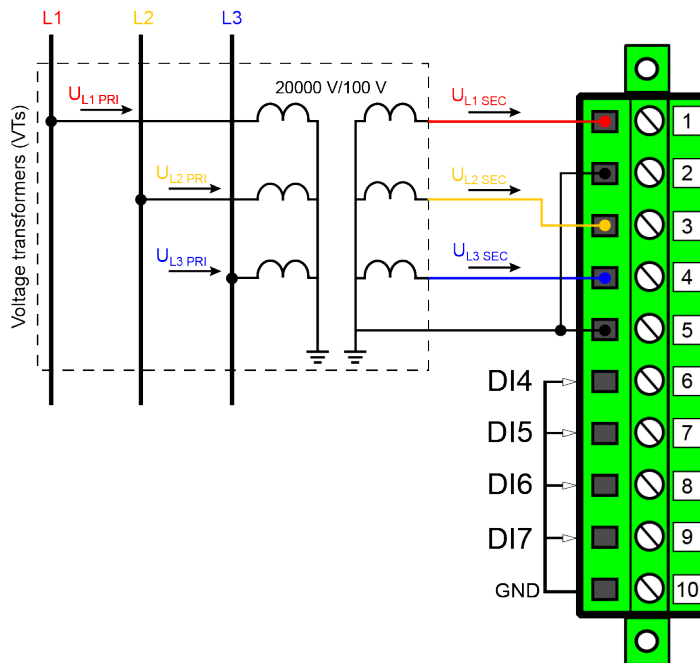 L1 L2 L3
Voltage transformers (VTs)
20000 V/100 V
UL1 PRI
UL1 SEC
1
2
UL2 PRI
UL2 SEC
3
UL3 PRI
UL3 SEC
4
5
DI4
6
DI5
7
DI6
8
DI7
9
GND
10